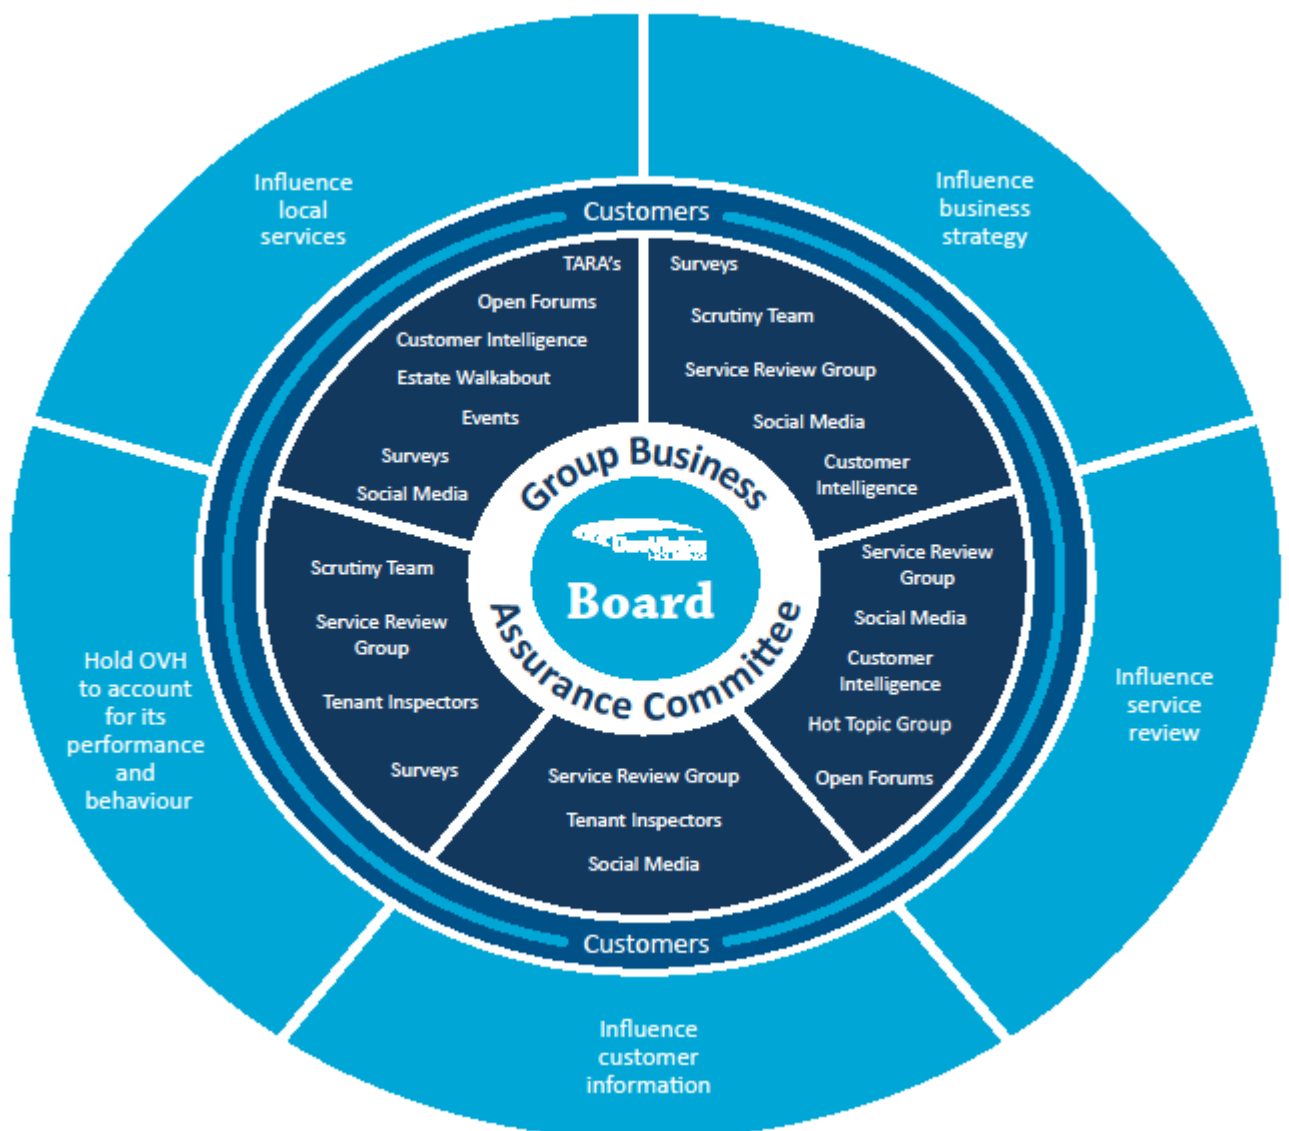 Influence
local
services
Influence
business
strategy
Customers
TARA's
Open Forums
Customer Intelligence
Estate Walkabout
Events
Surveys
Social Media
Surveys
Scrutiny Team
Service Review Group
Social Media
Customer
Intelligence
Group Business
Board
Assurance Committee
Scrutiny Team
Service Review
Group
Tenant Inspectors
Surveys
Service Review
Group
Social Media
Customer
Intelligence
Hot Topic Group
Open Forums
Service Review Group
Tenant Inspectors
Social Media
Hold OVH
to account
for its
performance
and
behaviour
Influence
service
review
Customers
Influence
customer
information